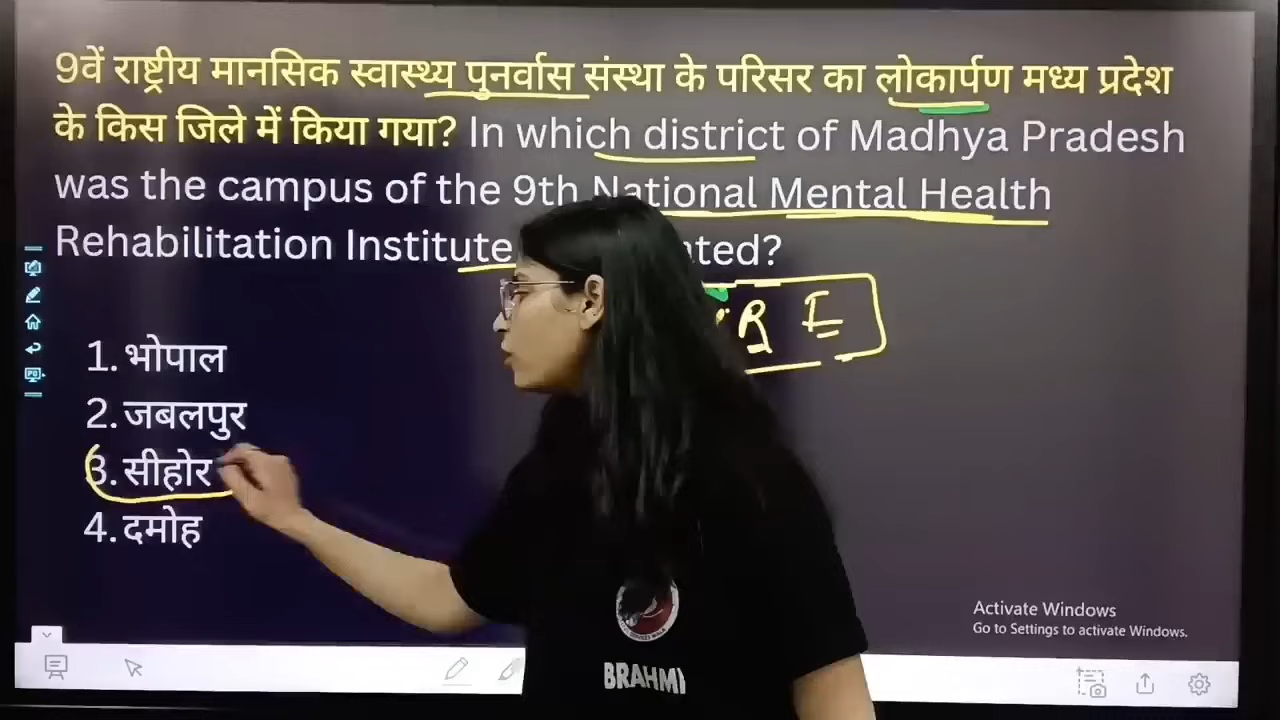 9वें राष्ट्रीय मानसिक स्वास्थ्य पुनर्वास संस्था के परिसर का लोकार्पण मध्य प्रदेश
के किस जिले में किया गया? In which district of Madhya Pradesh
was the campus of the 9th National Mental Health
Rehabilitation Institute
R I
1. भोपाल
2. जबलपुर
3. सीहोर
4. दमोह
Activate Windows
Go to Settings to activate Windows.
BRAHMI